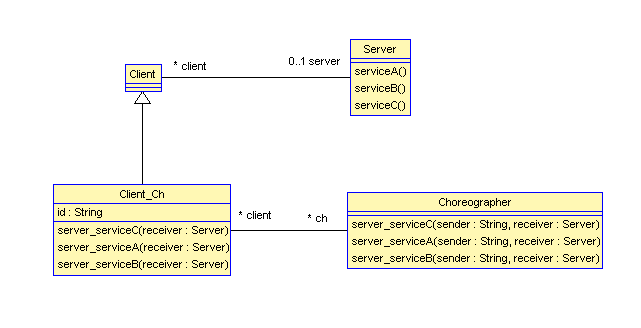 Server
serviceA()
serviceB()
serviceC()
* client
0..1 server
Client
Client_Ch
id : String
server_serviceC(receiver : Server)
server_serviceA(receiver : Server)
server_serviceB(receiver : Server)
* client
* ch
Choreographer
server_serviceC(sender : String, receiver : Server)
server_serviceA(sender : String, receiver : Server)
server_serviceB(sender : String, receiver : Server)